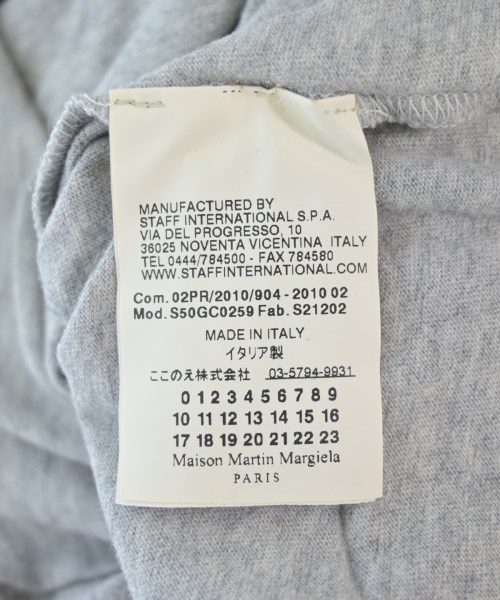 MANUFACTURED BY
STAFF INTERNATIONAL S.P.A.
VIA DEL PROGRESSO, 10
36025 NOVENTA VICENTINA ITALY
TEL 0444/784500 - FAX 784580
WWW.STAFFINTERNATIONAL.COM
Com. 02PR/2010/904 - 2010 02
Mod. S50GC0259 Fab. S21202
MADE IN ITALY
イタリア製
ここのえ株式会社 03-5794-9931
0 1 2 3 4 5 6 7 8 9
10 11 12 13 14 15 16
17 18 19 20 21 22 23
Maison Martin Margiela
PARIS